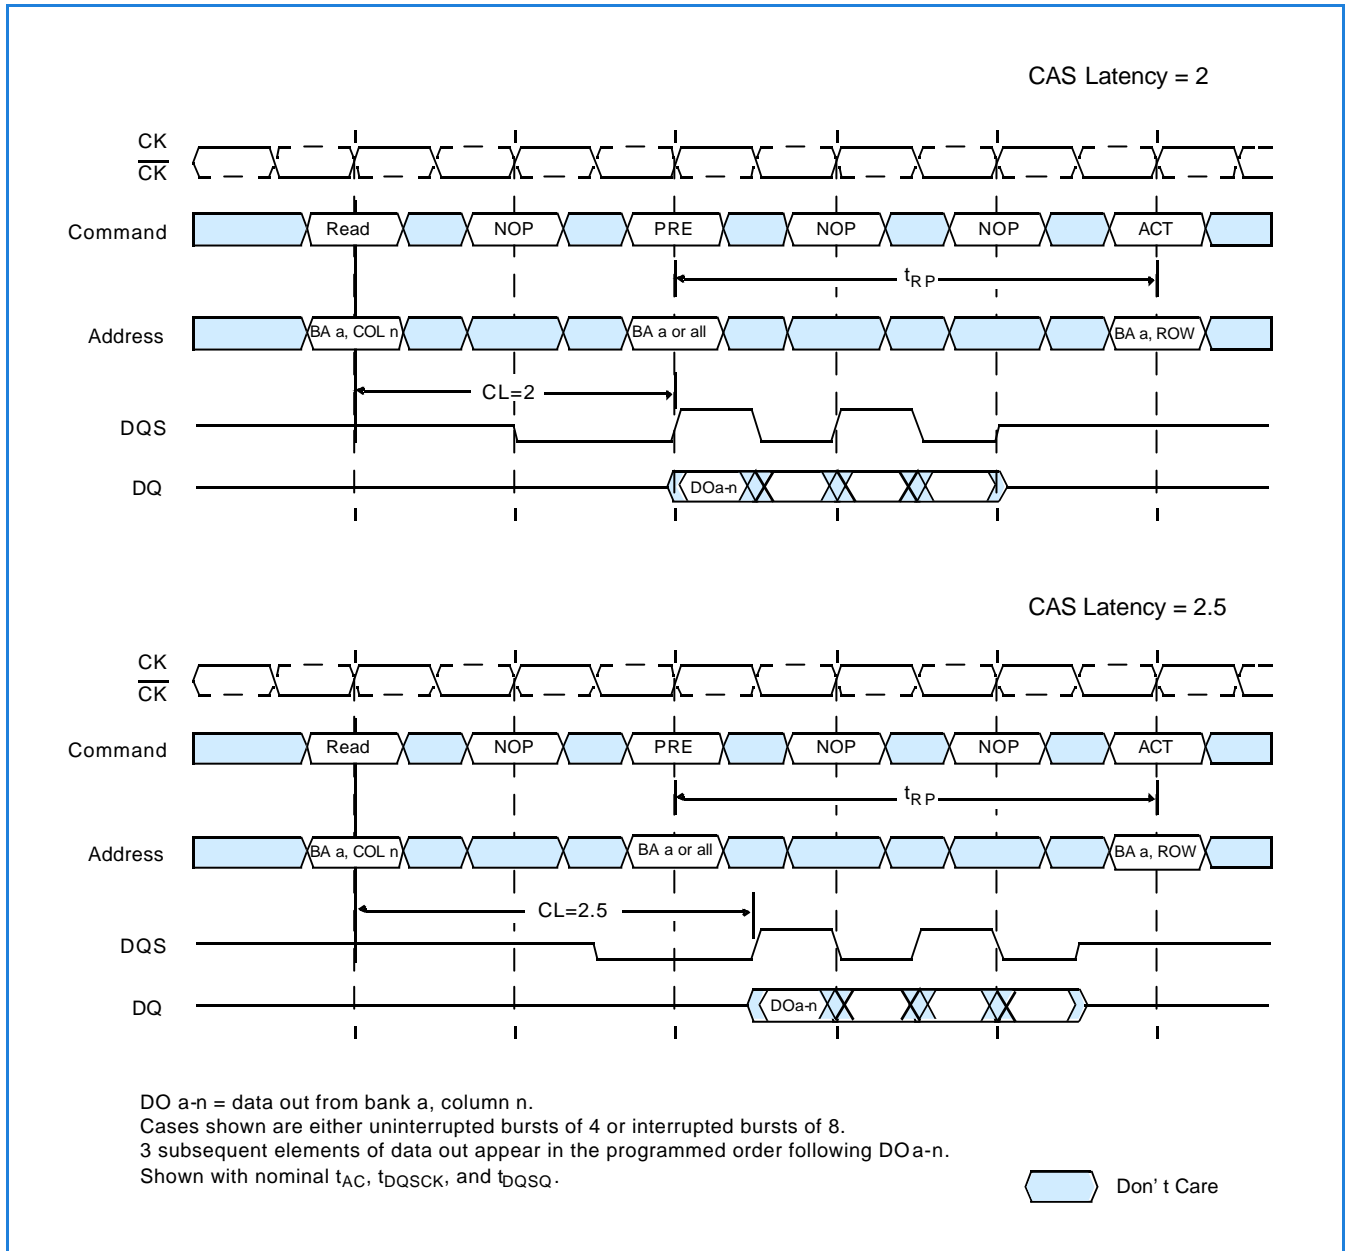 CAS Latency = 2
CK
CK
Command Read NOP PRE NOP NOP ACT
tRP
Address BA a, COL n BA a or all BA a, ROW
CL=2
DQS
DQ DOa-n
CAS Latency = 2.5
CK
CK
Command Read NOP PRE NOP NOP ACT
tRP
Address BA a, COL n BA a or all BA a, ROW
CL=2.5
DQS
DQ DOa-n
DO a-n = data out from bank a, column n.
Cases shown are either uninterrupted bursts of 4 or interrupted bursts of 8.
3 subsequent elements of data out appear in the programmed order following DOa-n.
Shown with nominal tAC, tDQSCK, and tDQSQ.
Don' t Care